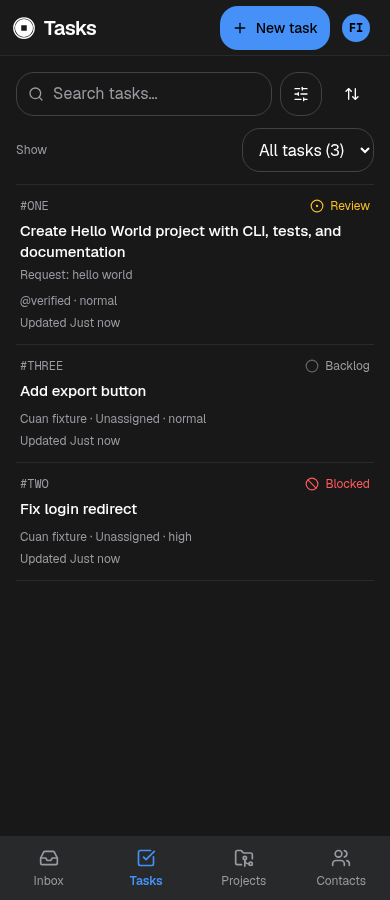 Tasks
New task
FI
Search tasks...
Show
All tasks (3)
#ONE
Review
Create Hello World project with CLI, tests, and
documentation
Request: hello world
@verified · normal
Updated Just now
#THREE
Backlog
Add export button
Cuan fixture · Unassigned · normal
Updated Just now
#TWO
Blocked
Fix login redirect
Cuan fixture · Unassigned · high
Updated Just now
Inbox
Tasks
Projects
Contacts